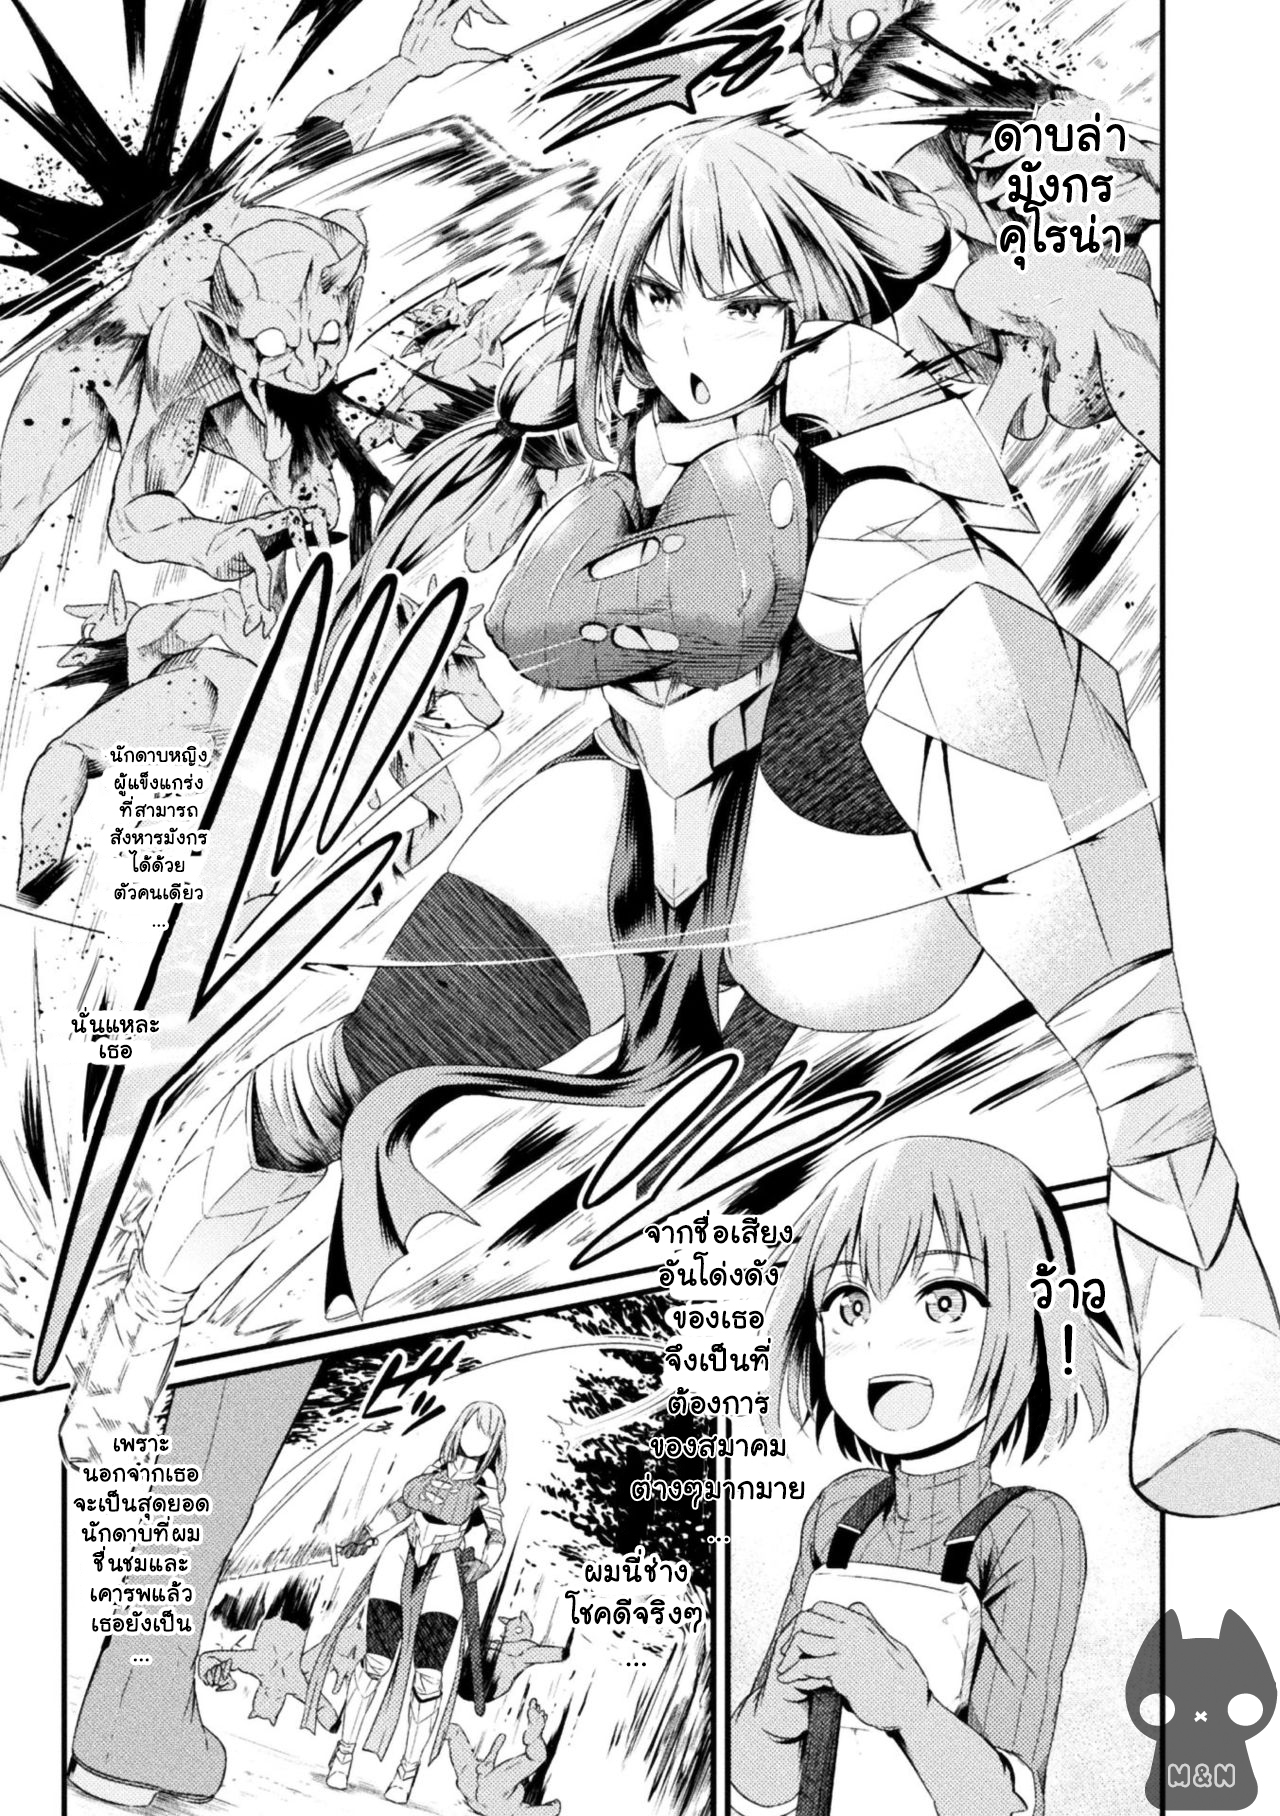 ดาบล่า
มังกร
คุโรน่า
นักดาบหญิง
ผู้แข็งแกร่ง
ที่สามารถ
สังหารมังกร
ได้ด้วย
ตัวคนเดียว
...
นั่นแหละ
เธอ
ว้าว
!
จากชื่อเสียง
อันโด่งดัง
ของเธอ
จึงเป็นที่
ต้องการ
ของสมาคม
ต่างๆมากมาย
...
ผมนี่ช่าง
โชคดีจริงๆ
...
เพราะ
นอกจากเธอ
จะเป็นสุดยอด
นักดาบที่ผม
ชื่นชมและ
เคารพแล้ว
เธอยังเป็น
...
M&N